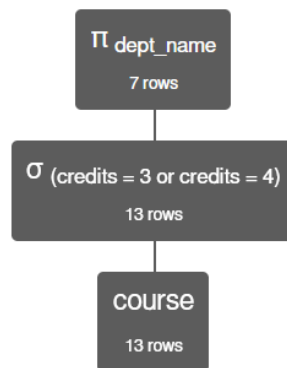 π dept_name
7 rows
σ (credits = 3 or credits = 4)
13 rows
course
13 rows